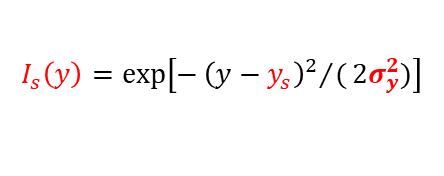 I_s(y) = exp[− (y − y_s)²/( 2σ_y²)]